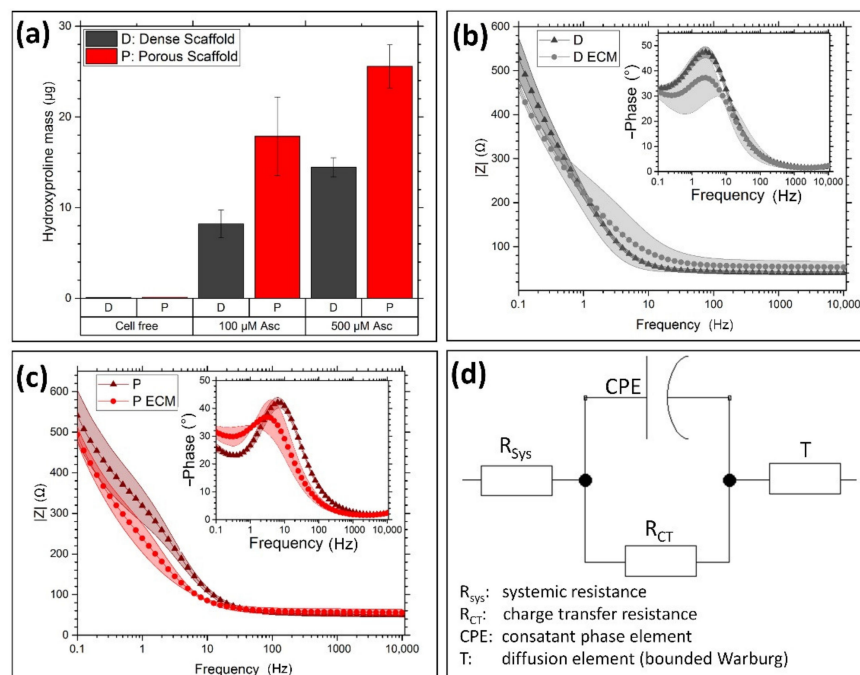 (a)
D: Dense Scaffold
P: Porous Scaffold
Hydroxyproline mass (µg)
30
20
10
0
D P D P D P
Cell free 100 µM Asc 500 µM Asc
(b)
D
D ECM
|Z| (Ω)
600
500
400
300
200
100
0.1 1 10 100 1000 10,000
Frequency (Hz)
−Phase (°)
50
40
30
20
10
0
0.1 1 10 100 1000 10,000
Frequency (Hz)
(c)
P
P ECM
|Z| (Ω)
600
500
400
300
200
100
0
0.1 1 10 100 1000 10,000
Frequency (Hz)
−Phase (°)
50
40
30
20
10
0
0.1 1 10 100 1000 10,000
Frequency (Hz)
(d)
CPE
R_Sys
T
R_CT
R_sys: systemic resistance
R_CT: charge transfer resistance
CPE: consatant phase element
T: diffusion element (bounded Warburg)